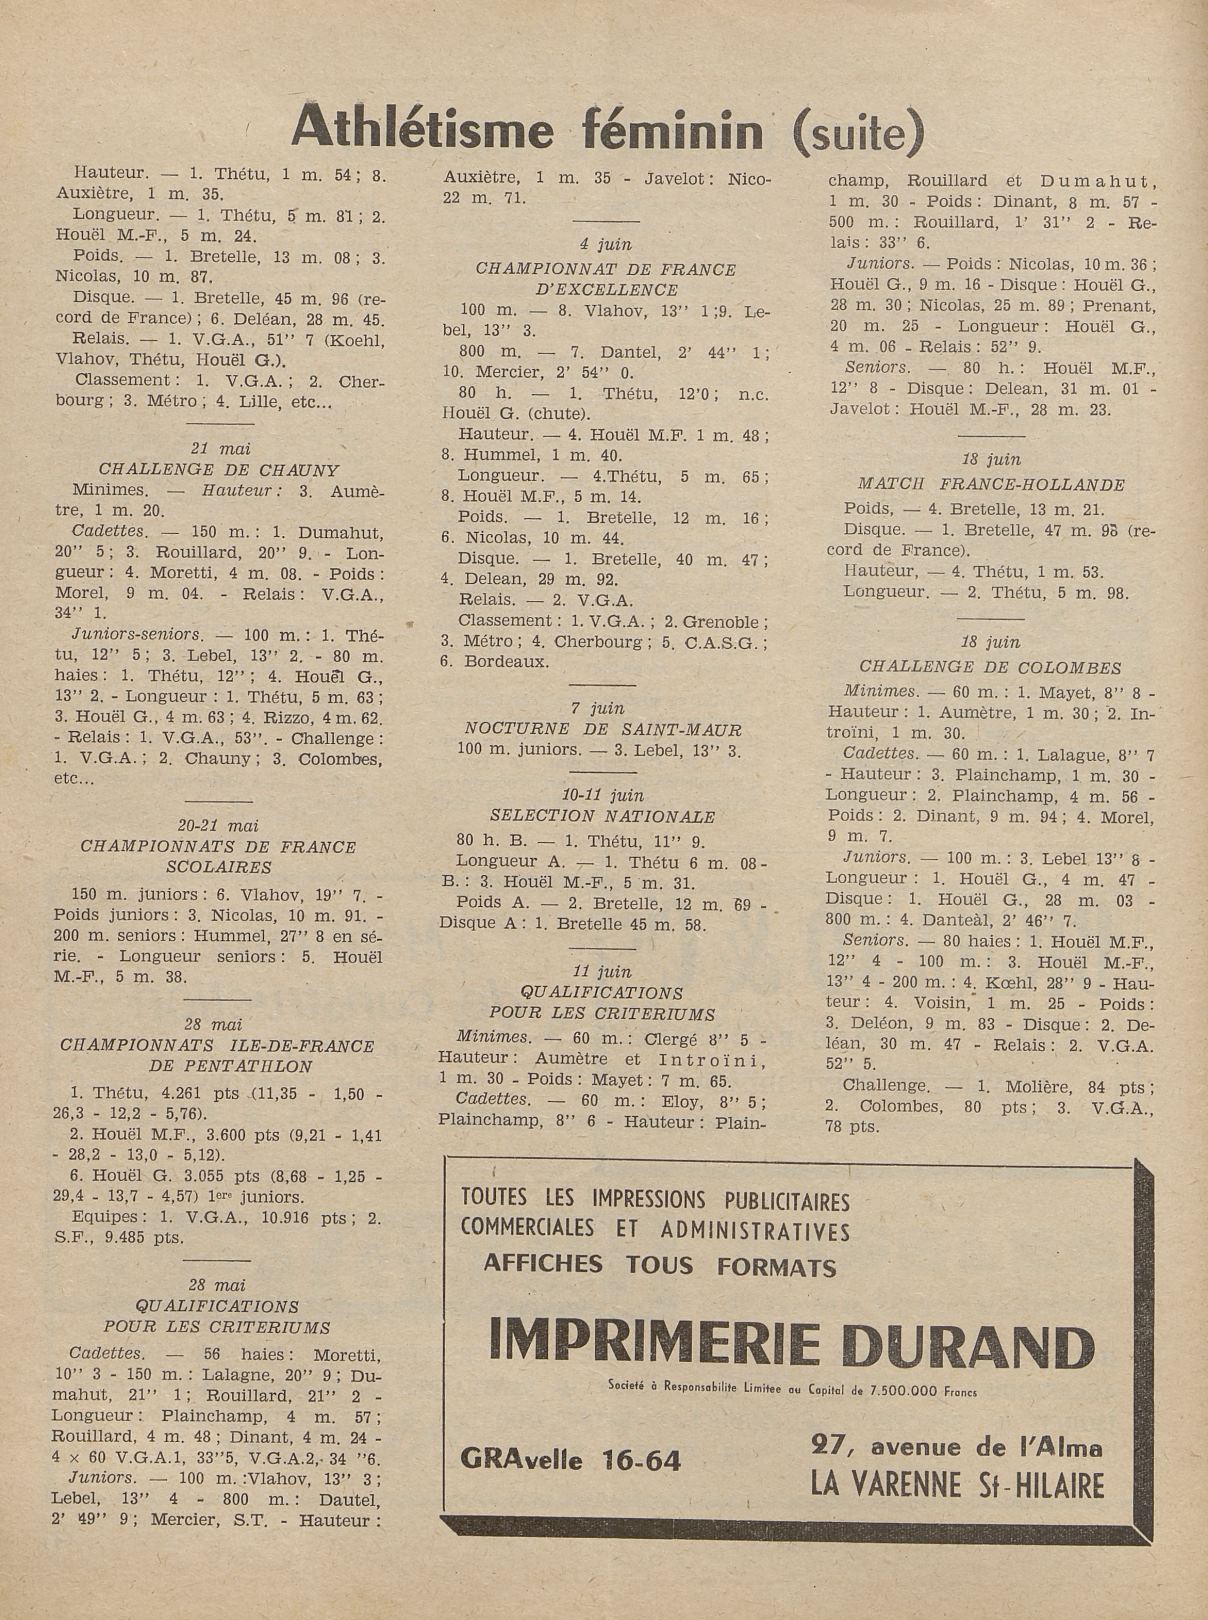 Athlétisme féminin (suite)
Hauteur. — 1. Thétu, 1 m. 54 ; 8.
Auxiètre, 1 m. 35.
Longueur. — 1. Thétu, 5 m. 81 ; 2.
Houël M.-F., 5 m. 24.
Poids. — 1. Bretelle, 13 m. 08 ; 3.
Nicolas, 10 m. 87.
Disque. — 1. Bretelle, 45 m. 96 (re-
cord de France) ; 6. Deléan, 28 m. 45.
Relais. — 1. V.G.A., 51'' 7 (Koehl,
Vlahov, Thétu, Houël G.).
Classement : 1. V.G.A. ; 2. Cher-
bourg ; 3. Métro ; 4. Lille, etc...
21 mai
CHALLENGE DE CHAUNY
Minimes. — Hauteur : 3. Aumè-
tre, 1 m. 20.
Cadettes. — 150 m. : 1. Dumahut,
20'' 5 ; 3. Rouillard, 20'' 9. - Lon-
gueur : 4. Moretti, 4 m. 08. - Poids :
Morel, 9 m. 04. - Relais : V.G.A.,
34'' 1.
Juniors-seniors. — 100 m. : 1. Thé-
tu, 12'' 5 ; 3. Lebel, 13'' 2. - 80 m.
haies : 1. Thétu, 12'' ; 4. Houël G.,
13'' 2. - Longueur : 1. Thétu, 5 m. 63 ;
3. Houël G., 4 m. 63 ; 4. Rizzo, 4 m. 62.
- Relais : 1. V.G.A., 53''. - Challenge :
1. V.G.A. ; 2. Chauny ; 3. Colombes,
etc...
20-21 mai
CHAMPIONNATS DE FRANCE
SCOLAIRES
150 m. juniors : 6. Vlahov, 19'' 7. -
Poids juniors : 3. Nicolas, 10 m. 91. -
200 m. seniors : Hummel, 27'' 8 en sé-
rie. - Longueur seniors : 5. Houël
M.-F., 5 m. 38.
28 mai
CHAMPIONNATS ILE-DE-FRANCE
DE PENTATHLON
1. Thétu, 4.261 pts (11,35 - 1,50 -
26,3 - 12,2 - 5,76).
2. Houël M.F., 3.600 pts (9,21 - 1,41
- 28,2 - 13,0 - 5,12).
6. Houël G. 3.055 pts (8,68 - 1,25 -
29,4 - 13,7 - 4,57) 1ere juniors.
Equipes : 1. V.G.A., 10.916 pts ; 2.
S.F., 9.485 pts.
28 mai
QUALIFICATIONS
POUR LES CRITERIUMS
Cadettes. — 56 haies : Moretti,
10'' 3 - 150 m. : Lalagne, 20'' 9 ; Du-
mahut, 21'' 1 ; Rouillard, 21'' 2 -
Longueur : Plainchamp, 4 m. 57 ;
Rouillard, 4 m. 48 ; Dinant, 4 m. 24 -
4 × 60 V.G.A.1, 33''5, V.G.A.2, 34 ''6.
Juniors. — 100 m. :Vlahov, 13'' 3 ;
Lebel, 13'' 4 - 800 m. : Dautel,
2' 49'' 9 ; Mercier, S.T. - Hauteur :
Auxiètre, 1 m. 35 - Javelot : Nico-
22 m. 71.
4 juin
CHAMPIONNAT DE FRANCE
D'EXCELLENCE
100 m. — 8. Vlahov, 13'' 1 ;9. Le-
bel, 13'' 3.
800 m. — 7. Dantel, 2' 44'' 1 ;
10. Mercier, 2' 54'' 0.
80 h. — 1. Thétu, 12'0 ; n.c.
Houël G. (chute).
Hauteur. — 4. Houël M.F. 1 m. 48 ;
8. Hummel, 1 m. 40.
Longueur. — 4.Thétu, 5 m. 65 ;
8. Houël M.F., 5 m. 14.
Poids. — 1. Bretelle, 12 m. 16 ;
6. Nicolas, 10 m. 44.
Disque. — 1. Bretelle, 40 m. 47 ;
4. Delean, 29 m. 92.
Relais. — 2. V.G.A.
Classement : 1. V.G.A. ; 2. Grenoble ;
3. Métro ; 4. Cherbourg ; 5. C.A.S.G. ;
6. Bordeaux.
7 juin
NOCTURNE DE SAINT-MAUR
100 m. juniors. — 3. Lebel, 13'' 3.
10-11 juin
SELECTION NATIONALE
80 h. B. — 1. Thétu, 11'' 9.
Longueur A. — 1. Thétu 6 m. 08 -
B. : 3. Houël M.-F., 5 m. 31.
Poids A. — 2. Bretelle, 12 m. 69 -
Disque A : 1. Bretelle 45 m. 58.
11 juin
QUALIFICATIONS
POUR LES CRITERIUMS
Minimes. — 60 m. : Clergé 8'' 5 -
Hauteur : Aumètre et Introïni,
1 m. 30 - Poids : Mayet : 7 m. 65.
Cadettes. — 60 m. : Eloy, 8'' 5 ;
Plainchamp, 8'' 6 - Hauteur : Plain-
champ, Rouillard et Dumahut,
1 m. 30 - Poids : Dinant, 8 m. 57 -
500 m. : Rouillard, 1' 31'' 2 - Re-
lais : 33'' 6.
Juniors. — Poids : Nicolas, 10 m. 36 ;
Houël G., 9 m. 16 - Disque : Houël G.,
28 m. 30 ; Nicolas, 25 m. 89 ; Prenant,
20 m. 25 - Longueur : Houël G.,
4 m. 06 - Relais : 52'' 9.
Seniors. — 80 h. : Houël M.F.,
12'' 8 - Disque : Delean, 31 m. 01 -
Javelot : Houël M.-F., 28 m. 23.
18 juin
MATCH FRANCE-HOLLANDE
Poids, — 4. Bretelle, 13 m. 21.
Disque. — 1. Bretelle, 47 m. (re-
cord de France).
Hauteur, — 4. Thétu, 1 m. 53.
Longueur. — 2. Thétu, 5 m. 98.
18 juin
CHALLENGE DE COLOMBES
Minimes. — 60 m. : 1. Mayet, 8'' 8 -
Hauteur : 1. Aumètre, 1 m. 30 ; 2. In-
troïni, 1 m. 30.
Cadettes. — 60 m. : 1. Lalague, 8'' 7
- Hauteur : 3. Plainchamp, 1 m. 30 -
Longueur : 2. Plainchamp, 4 m. 56 -
Poids : 2. Dinant, 9 m. 94 ; 4. Morel,
9 m. 7.
Juniors. — 100 m. : 3. Lebel 13'' 8 -
Longueur : 1. Houël G., 4 m. 47 -
Disque : 1. Houël G., 28 m. 03 -
800 m. : 4. Danteàl, 2' 46'' 7.
Seniors. — 80 haies : 1. Houël M.F.,
12'' 4 - 100 m. : 3. Houël M.-F.,
13'' 4 - 200 m. : 4. Kœhl, 28'' 9 - Hau-
teur : 4. Voisin, 1 m. 25 - Poids :
3. Deléon, 9 m. 83 - Disque : 2. De-
léan, 30 m. 47 - Relais : 2. V.G.A.
52'' 5.
Challenge. — 1. Molière, 84 pts ;
2. Colombes, 80 pts ; 3. V.G.A.,
78 pts.
TOUTES LES IMPRESSIONS PUBLICITAIRES
COMMERCIALES ET ADMINISTRATIVES
AFFICHES TOUS FORMATS
IMPRIMERIE DURAND
Societé à Responsabilite Limitee au Capital de 7.500.000 Francs
GRAvelle 16-64
27, avenue de l'Alma
LA VARENNE St-HILAIRE